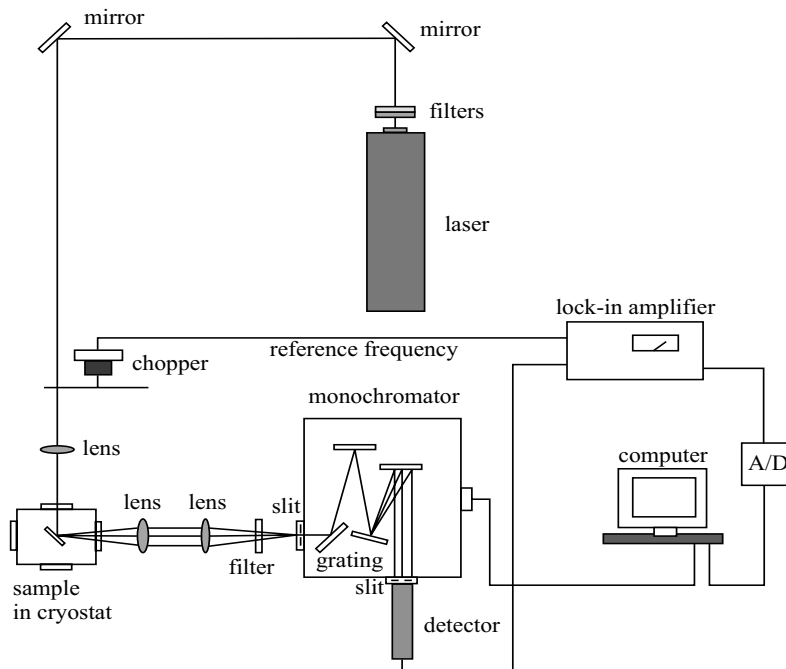 mirror
mirror
filters
laser
lock-in amplifier
reference frequency
chopper
monochromator
lens
computer
A/D
lens
lens
slit
filter
grating
slit
sample
in cryostat
detector